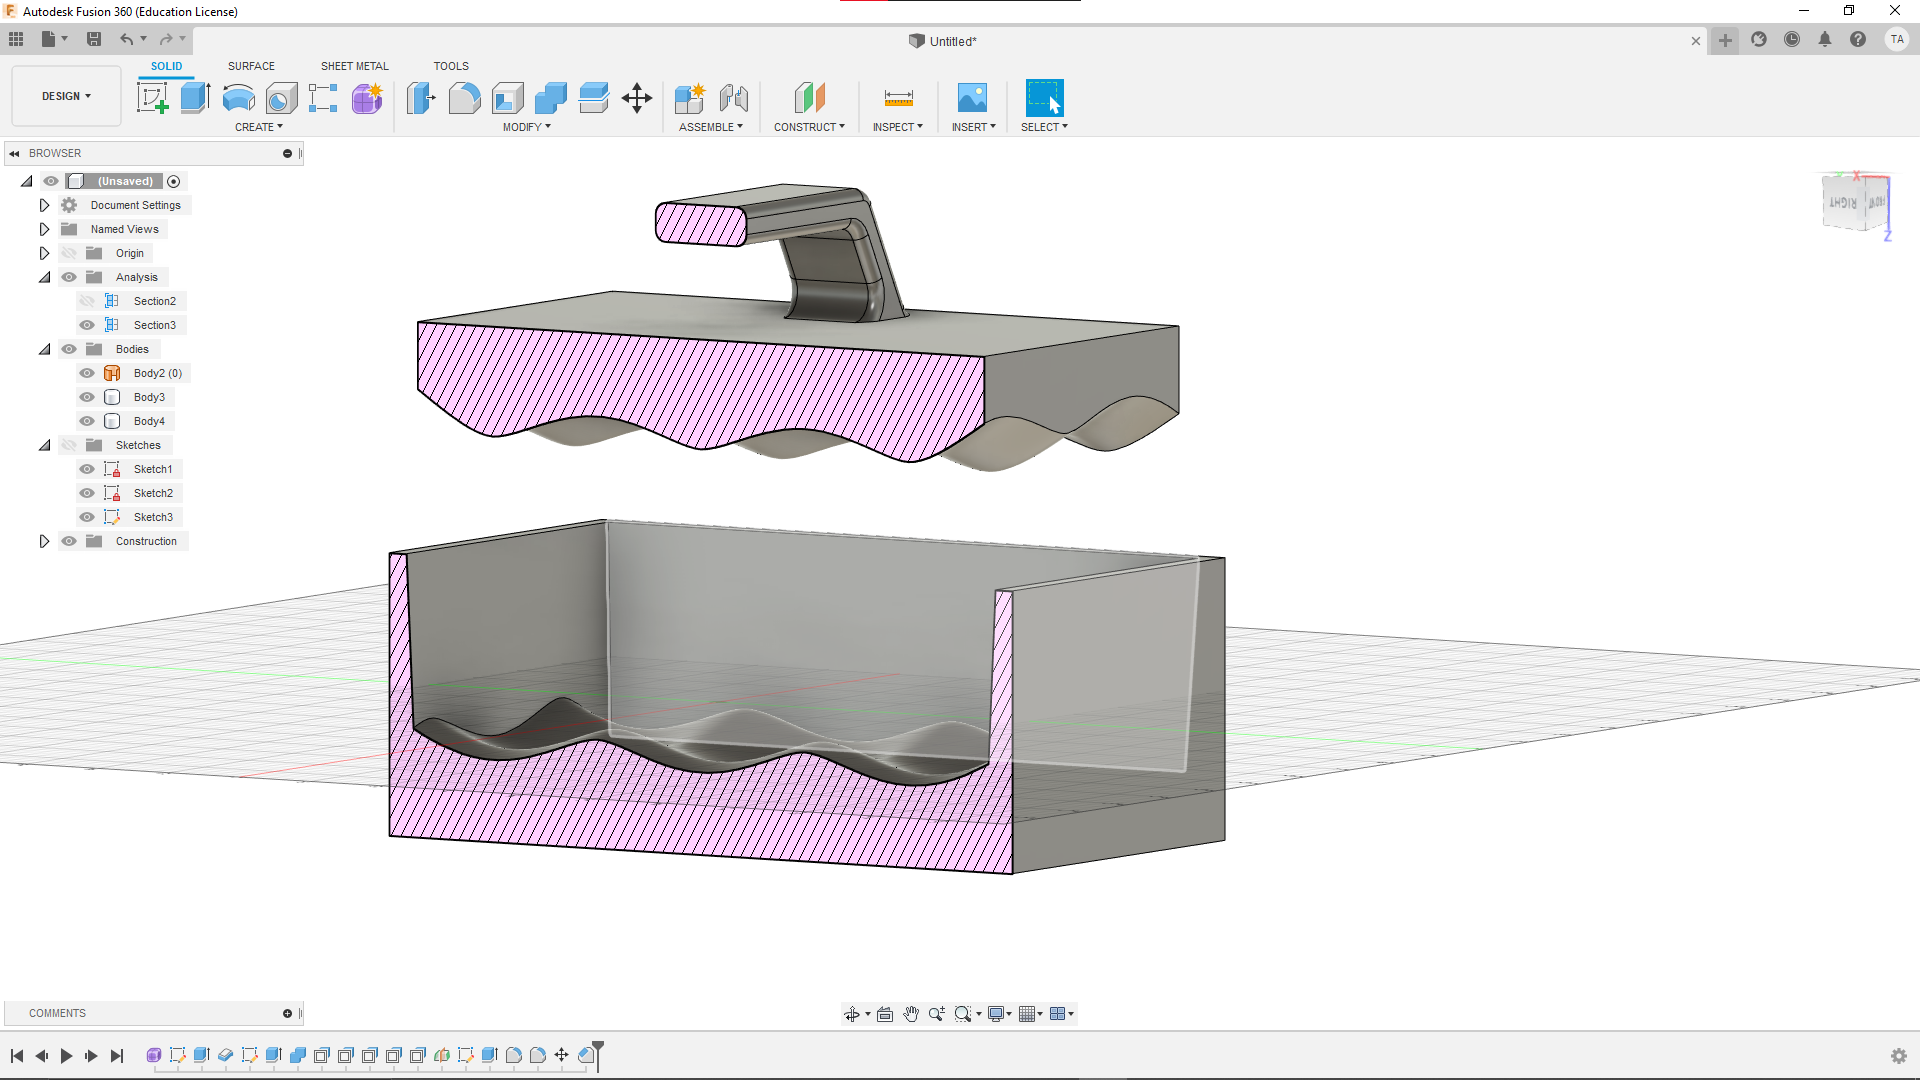 Autodesk Fusion 360 (Education License)
Untitled*
TA
DESIGN
SOLID
SURFACE
SHEET METAL
TOOLS
CREATE
MODIFY
ASSEMBLE
CONSTRUCT
INSPECT
INSERT
SELECT
BROWSER
(Unsaved)
Document Settings
Named Views
Origin
Analysis
Section2
Section3
Bodies
Body2 (0)
Body3
Body4
Sketches
Sketch1
Sketch2
Sketch3
Construction
X
RIGHT
FRONT
Z
COMMENTS